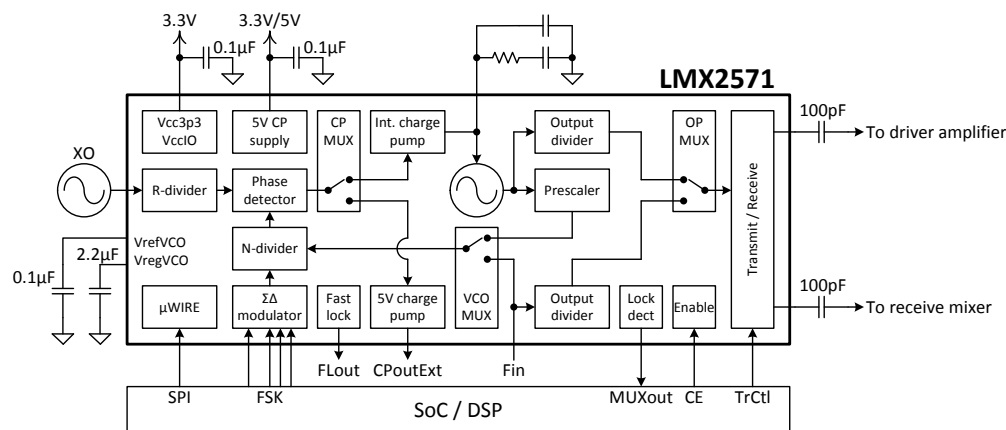 3.3V
3.3V/5V
0.1µF
0.1µF
LMX2571
100pF
To driver amplifier
Vcc3p3
VccIO
5V CP
supply
CP
MUX
Int. charge
pump
Output
divider
OP
MUX
XO
R-divider
Phase
detector
Prescaler
Transmit / Receive
VrefVCO
VregVCO
N-divider
0.1µF
2.2µF
µWIRE
ΣΔ
modulator
Fast
lock
5V charge
pump
VCO
MUX
Output
divider
Lock
dect
Enable
100pF
To receive mixer
FLout
CPoutExt
Fin
SPI
FSK
MUXout
CE
TrCtl
SoC / DSP